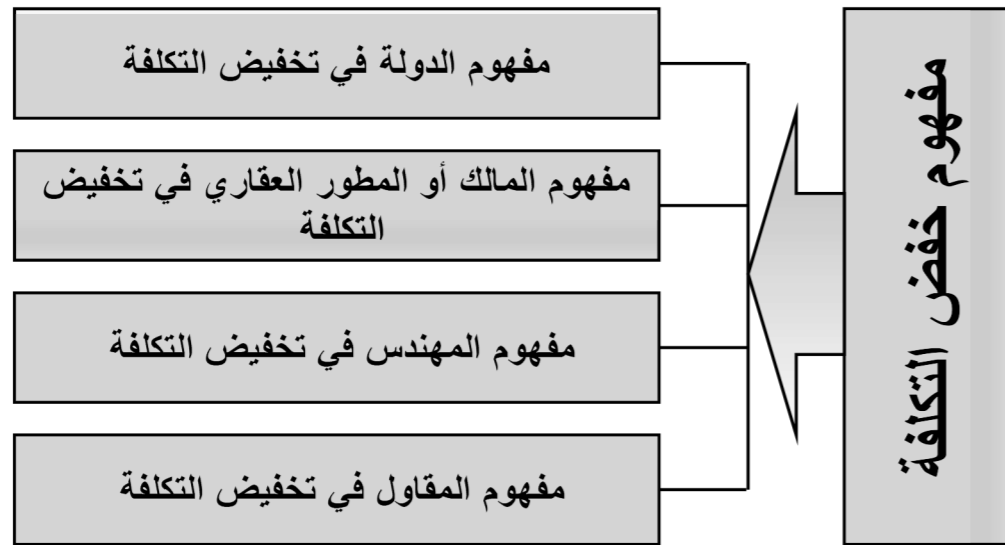 مفهوم خفض التكلفة
مفهوم الدولة في تخفيض التكلفة
مفهوم المالك أو المطور العقاري في تخفيض
التكلفة
مفهوم المهندس في تخفيض التكلفة
مفهوم المقاول في تخفيض التكلفة